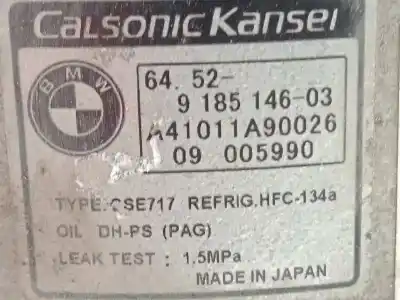 CALSONIC KANSEI
BMW
64. 52-
9 185 146-03
A41011A90026
09 005990
TYPE. CSE717 REFRIG.HFC-134a
OIL DH-PS (PAG)
LEAK TEST : 1.5MPa
MADE IN JAPAN